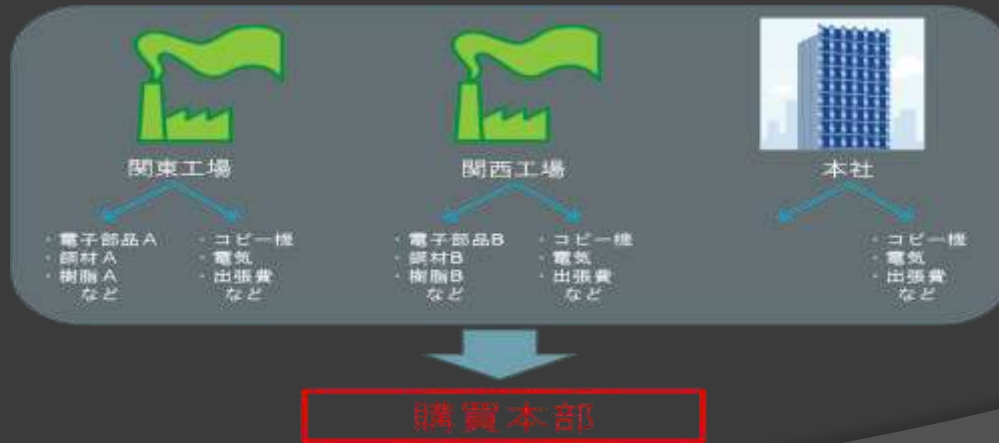 関東工場
関西工場
本社
・電子部品A
・鋼材A
・樹脂A
など
・コピー機
・電気
・出張費
など
・電子部品B
・鋼材B
・樹脂B
など
・コピー機
・電気
・出張費
など
・コピー機
・電気
・出張費
など
購買本部